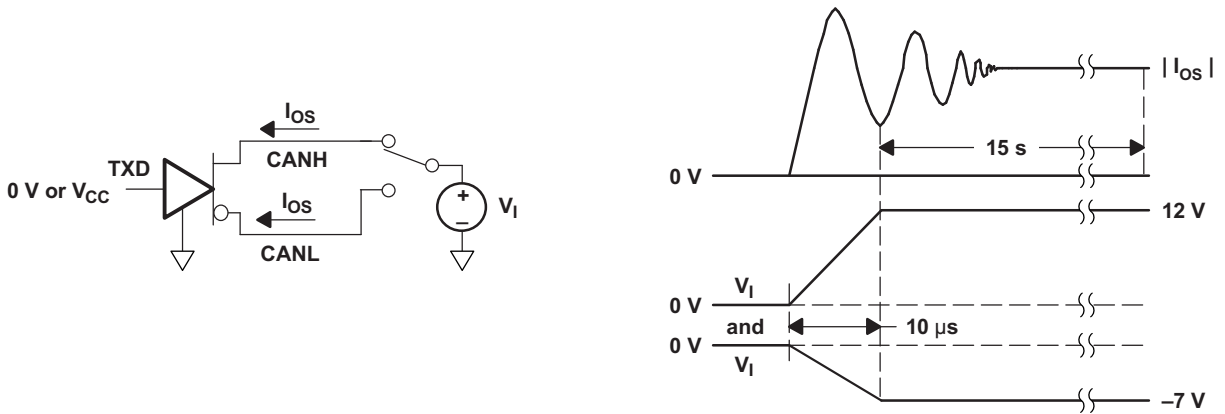 I_OS
CANH
TXD
0 V or V_CC
I_OS
CANL
+
–
V_I
| I_OS |
15 s
0 V
12 V
V_I
0 V
and
10 μs
0 V
V_I
–7 V